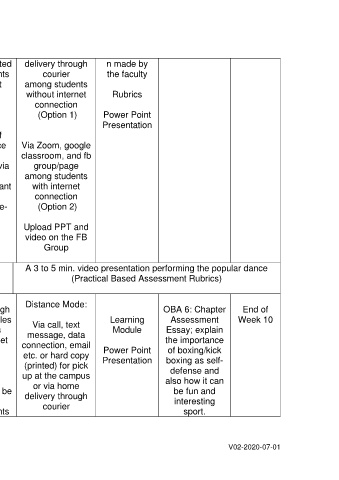 ted
nts
t
f
ce
via
ant
e-
delivery through
courier
among students
without internet
connection
(Option 1)
Via Zoom, google
classroom, and fb
group/page
among students
with internet
connection
(Option 2)
Upload PPT and
video on the FB
Group
n made by
the faculty
Rubrics
Power Point
Presentation
A 3 to 5 min. video presentation performing the popular dance
(Practical Based Assessment Rubrics)
gh
les
s
et
be
nts
Distance Mode:
Via call, text
message, data
connection, email
etc. or hard copy
(printed) for pick
up at the campus
or via home
delivery through
courier
Learning
Module
Power Point
Presentation
OBA 6: Chapter
Assessment
Essay; explain
the importance
of boxing/kick
boxing as self-
defense and
also how it can
be fun and
interesting
sport.
End of
Week 10
V02-2020-07-01